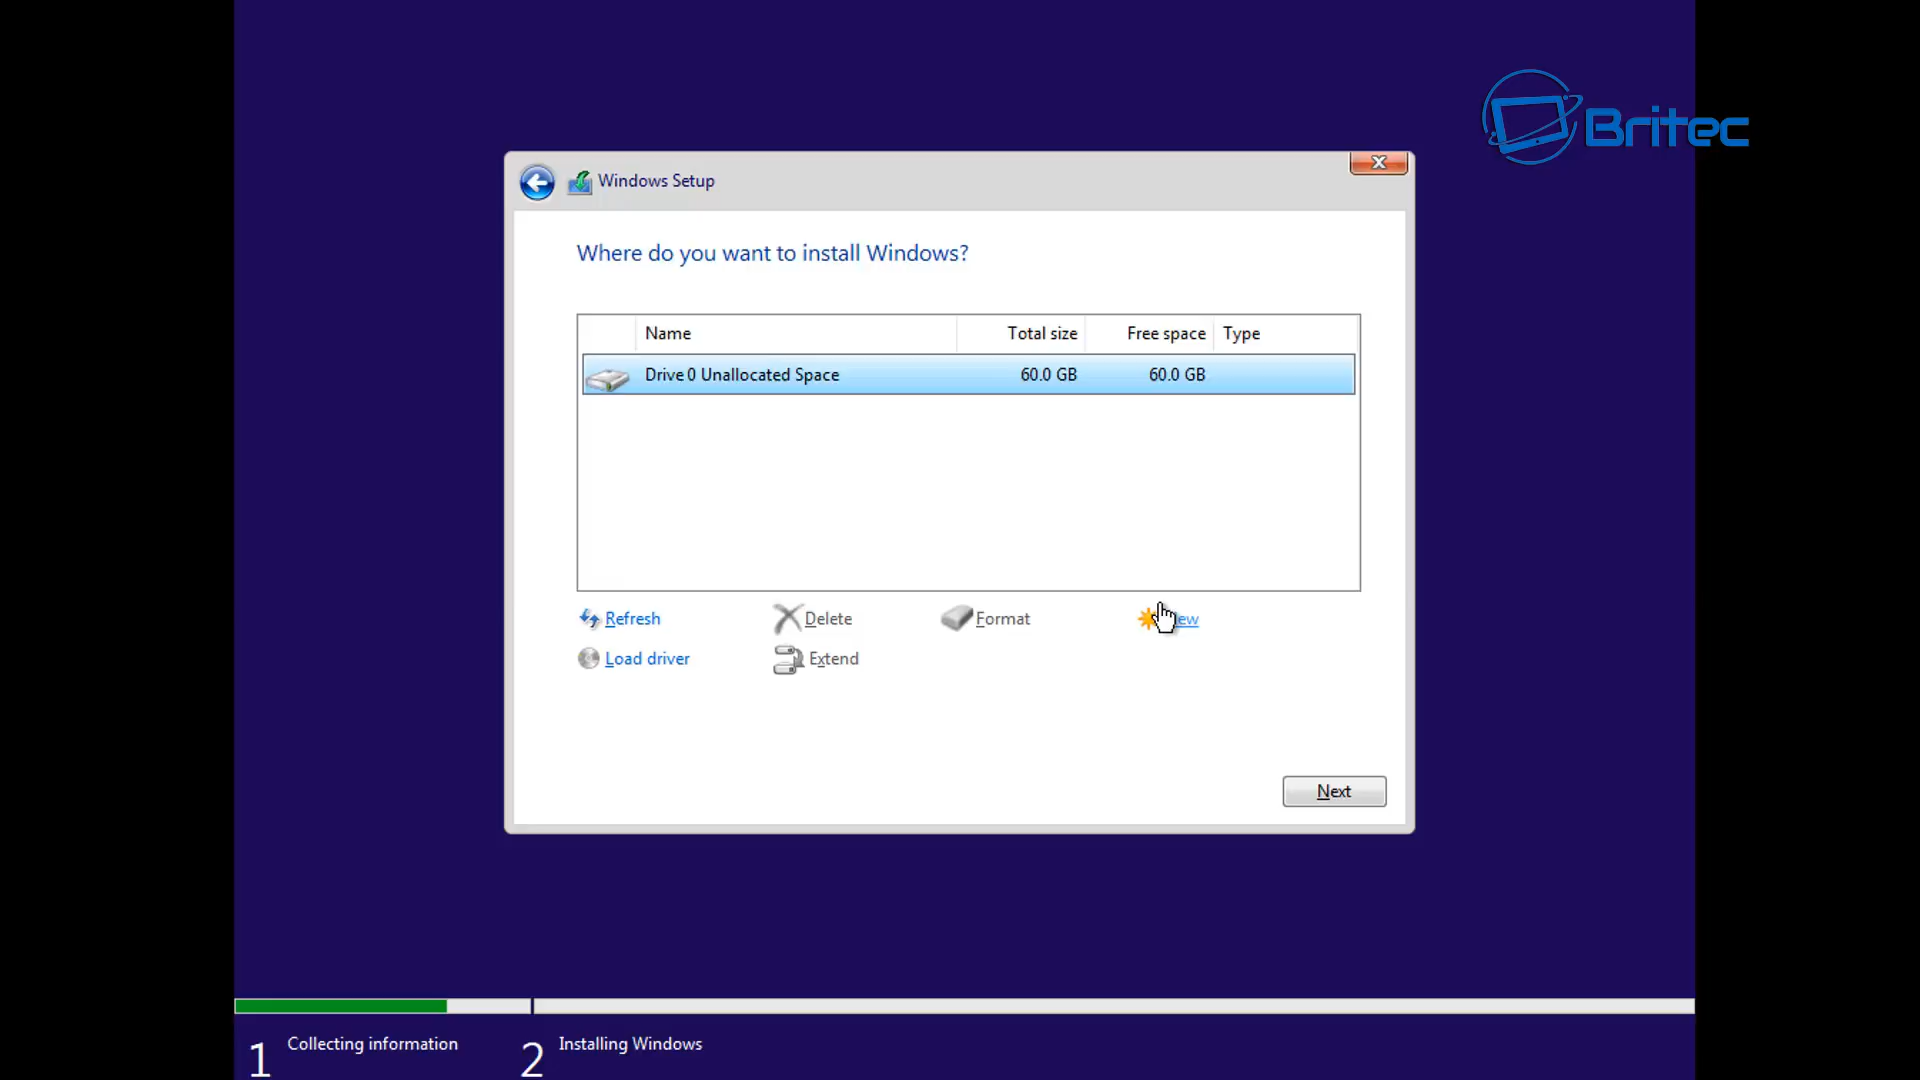 Britec
Windows Setup
Where do you want to install Windows?
Name Total size Free space Type
Drive 0 Unallocated Space 60.0 GB 60.0 GB
Refresh Delete Format
Load driver Extend
Next
1 Collecting information 2 Installing Windows